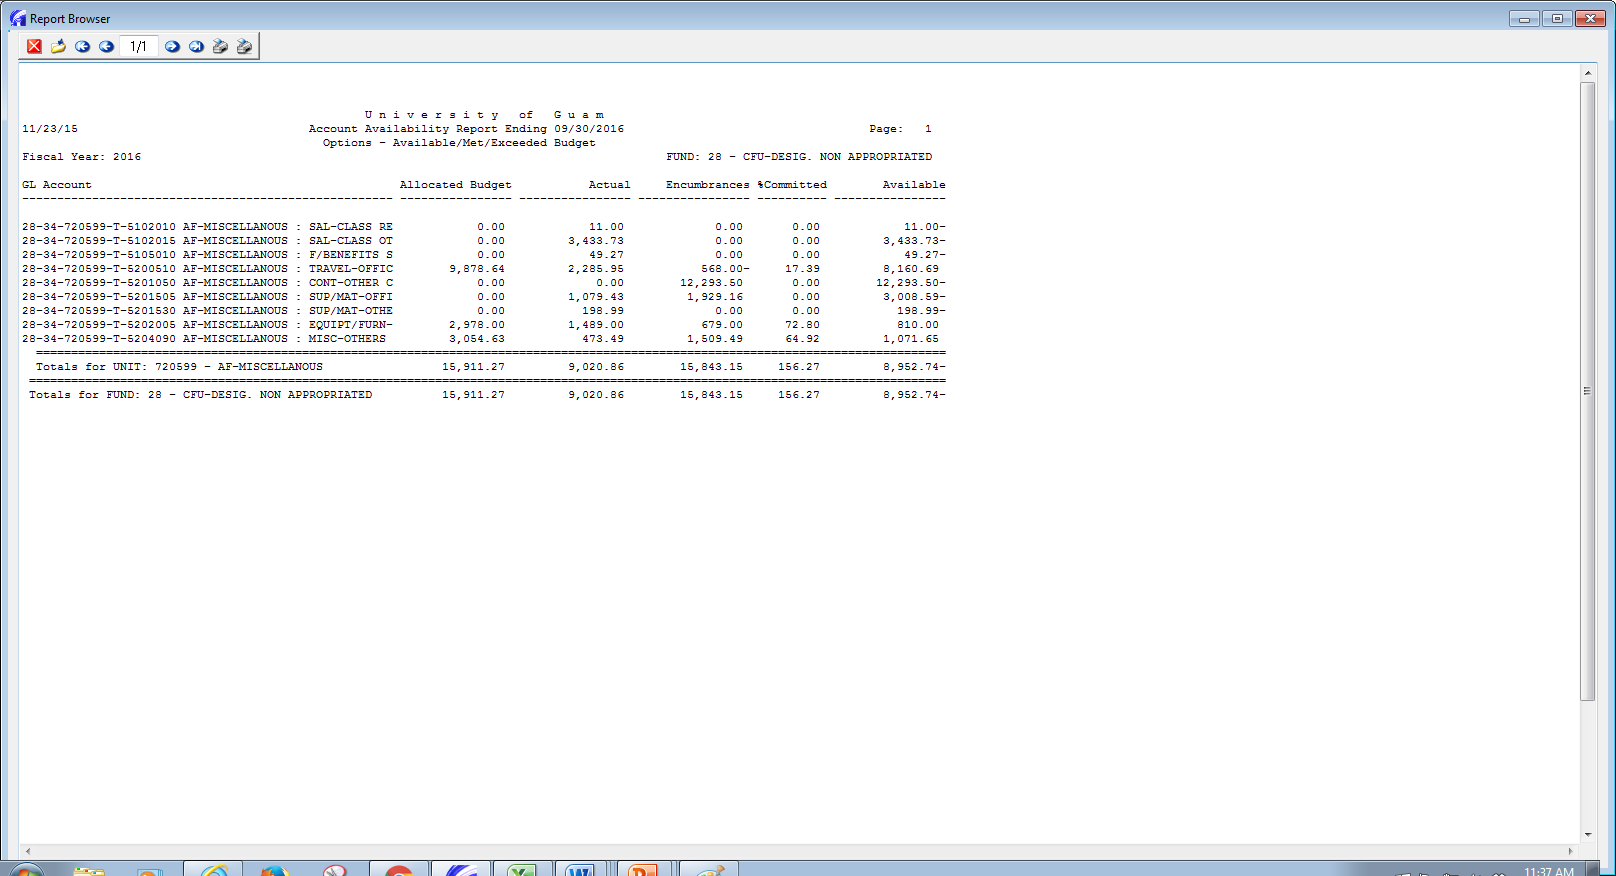 Report Browser
1/1
U n i v e r s i t y   of   G u a m
11/23/15   Account Availability Report Ending 09/30/2016   Page:   1
Options - Available/Met/Exceeded Budget
Fiscal Year: 2016   FUND: 28 - CFU-DESIG. NON APPROPRIATED
GL Account   Allocated Budget   Actual   Encumbrances %Committed   Available
28-34-720599-T-5102010 AF-MISCELLANOUS : SAL-CLASS RE   0.00   11.00   0.00   0.00   11.00-
28-34-720599-T-5102015 AF-MISCELLANOUS : SAL-CLASS OT   0.00   3,433.73   0.00   0.00   3,433.73-
28-34-720599-T-5105010 AF-MISCELLANOUS : F/BENEFITS S   0.00   49.27   0.00   0.00   49.27-
28-34-720599-T-5200510 AF-MISCELLANOUS : TRAVEL-OFFIC   9,878.64   2,285.95   568.00-   17.39   8,160.69
28-34-720599-T-5201050 AF-MISCELLANOUS : CONT-OTHER C   0.00   0.00   12,293.50   0.00   12,293.50-
28-34-720599-T-5201505 AF-MISCELLANOUS : SUP/MAT-OFFI   0.00   1,079.43   1,929.16   0.00   3,008.59-
28-34-720599-T-5201530 AF-MISCELLANOUS : SUP/MAT-OTHE   0.00   198.99   0.00   0.00   198.99-
28-34-720599-T-5202005 AF-MISCELLANOUS : EQUIPT/FURN-   2,978.00   1,489.00   679.00   72.80   810.00
28-34-720599-T-5204090 AF-MISCELLANOUS : MISC-OTHERS   3,054.63   473.49   1,509.49   64.92   1,071.65
Totals for UNIT: 720599 - AF-MISCELLANOUS   15,911.27   9,020.86   15,843.15   156.27   8,952.74-
Totals for FUND: 28 - CFU-DESIG. NON APPROPRIATED   15,911.27   9,020.86   15,843.15   156.27   8,952.74-
11:37 AM